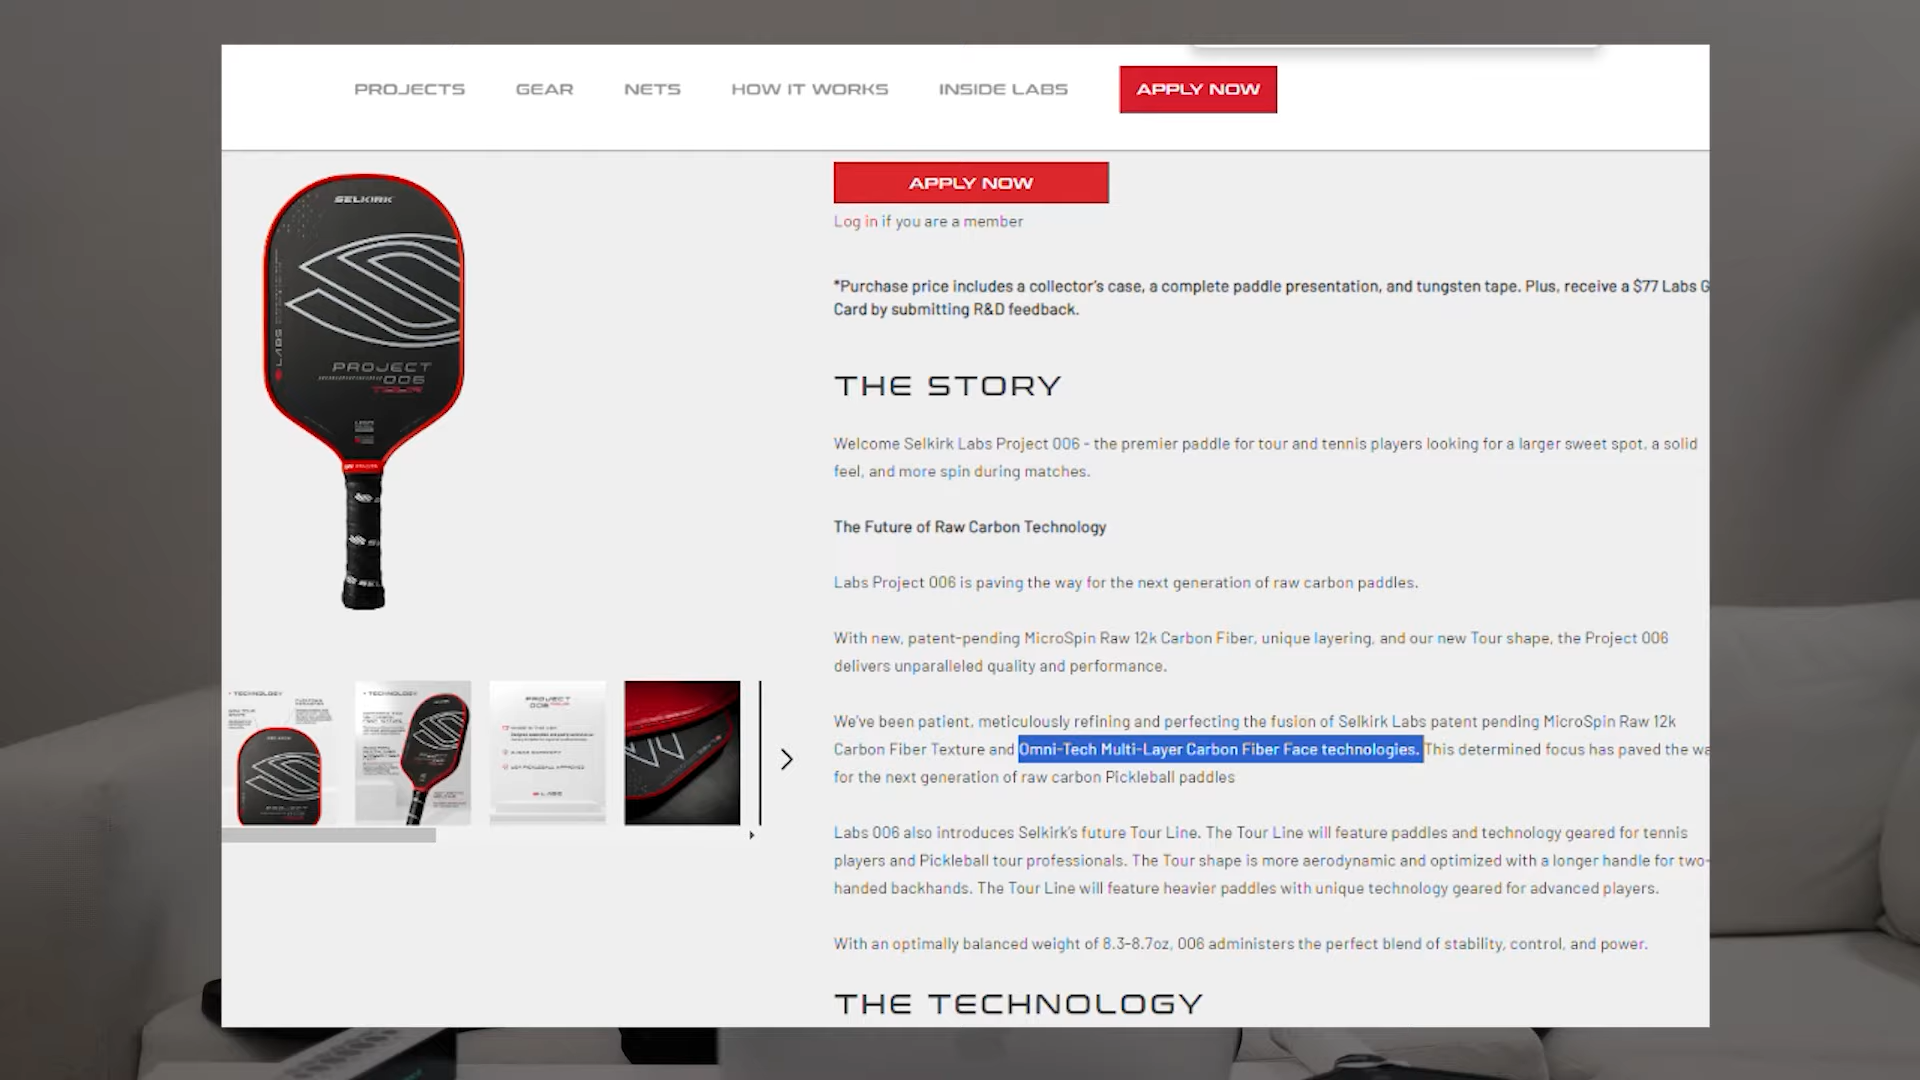 PROJECTS GEAR NETS HOW IT WORKS INSIDE LABS APPLY NOW
SELKIRK
LABS
PROJECT
006
TOUR
APPLY NOW
Log in if you are a member
*Purchase price includes a collector's case, a complete paddle presentation, and tungsten tape. Plus, receive a $77 Labs G
Card by submitting R&D feedback.
THE STORY
Welcome Selkirk Labs Project 006 - the premier paddle for tour and tennis players looking for a larger sweet spot, a solid
feel, and more spin during matches.
The Future of Raw Carbon Technology
Labs Project 006 is paving the way for the next generation of raw carbon paddles.
With new, patent-pending MicroSpin Raw 12k Carbon Fiber, unique layering, and our new Tour shape, the Project 006
delivers unparalleled quality and performance.
We've been patient, meticulously refining and perfecting the fusion of Selkirk Labs patent pending MicroSpin Raw 12k
Carbon Fiber Texture and Omni-Tech Multi-Layer Carbon Fiber Face technologies. This determined focus has paved the wa
for the next generation of raw carbon Pickleball paddles
Labs 006 also introduces Selkirk's future Tour Line. The Tour Line will feature paddles and technology geared for tennis
players and Pickleball tour professionals. The Tour shape is more aerodynamic and optimized with a longer handle for two-
handed backhands. The Tour Line will feature heavier paddles with unique technology geared for advanced players.
With an optimally balanced weight of 8.3-8.7oz, 006 administers the perfect blend of stability, control, and power.
THE TECHNOLOGY
TECHNOLOGY
TECHNOLOGY
PROJECT
006
LABS